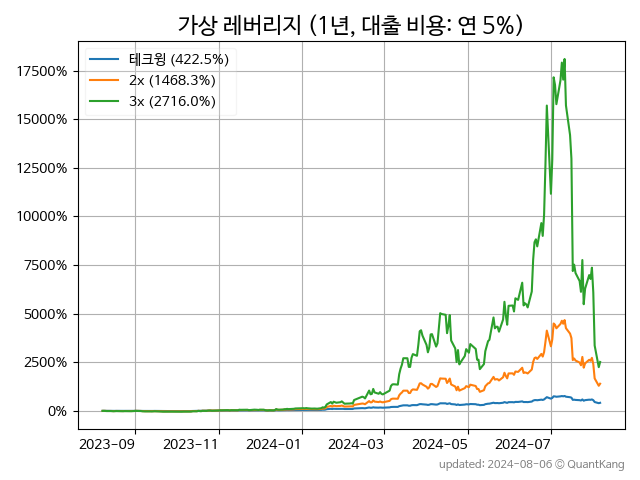 가상 레버리지 (1년, 대출 비용: 연 5%)
테크윙 (422.5%)
2x (1468.3%)
3x (2716.0%)
17500%
15000%
12500%
10000%
7500%
5000%
2500%
0%
2023-09 2023-11 2024-01 2024-03 2024-05 2024-07
updated: 2024-08-06 © QuantKang